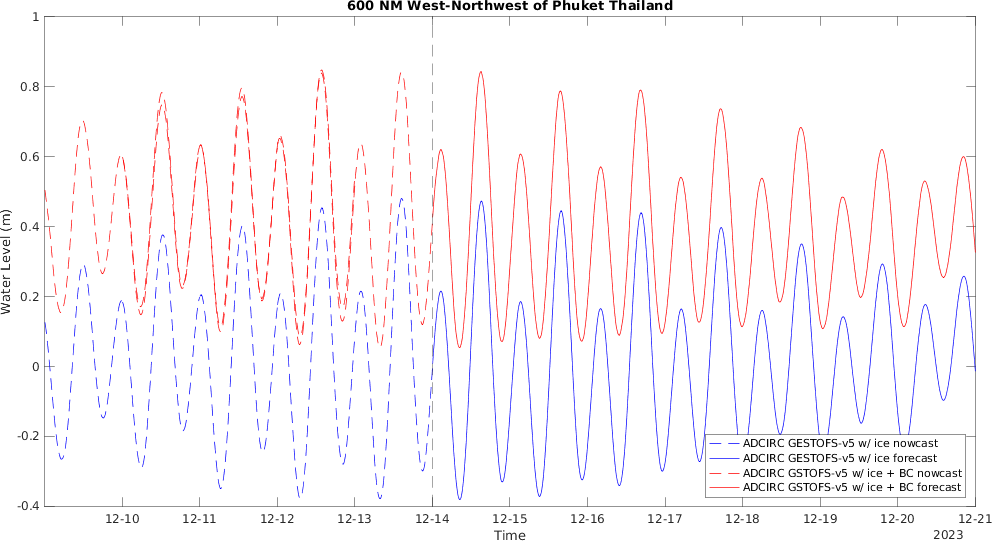 600 NM West-Northwest of Phuket Thailand
1
0.8
0.6
0.4
0.2
0
-0.2
-0.4
Water Level (m)
ADCIRC GESTOFS-v5 w/ ice nowcast
ADCIRC GESTOFS-v5 w/ ice forecast
ADCIRC GSTOFS-v5 w/ ice + BC nowcast
ADCIRC GSTOFS-v5 w/ ice + BC forecast
12-10 12-11 12-12 12-13 12-14 12-15 12-16 12-17 12-18 12-19 12-20 12-21
Time
2023